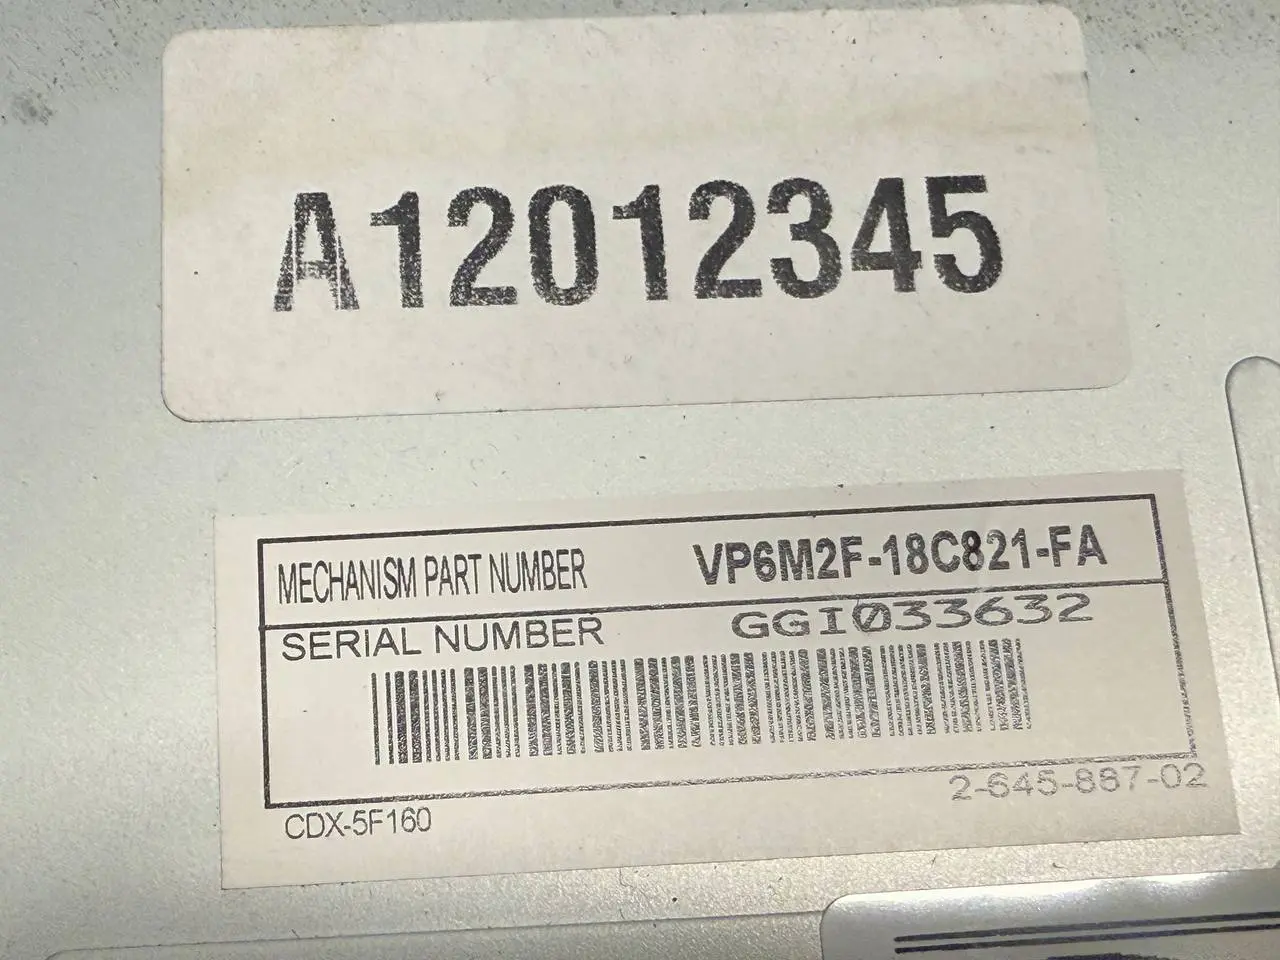 A12012345
MECHANISM PART NUMBER VP6M2F-18C821-FA
SERIAL NUMBER GGI033632
2-645-887-02
CDX-5F160